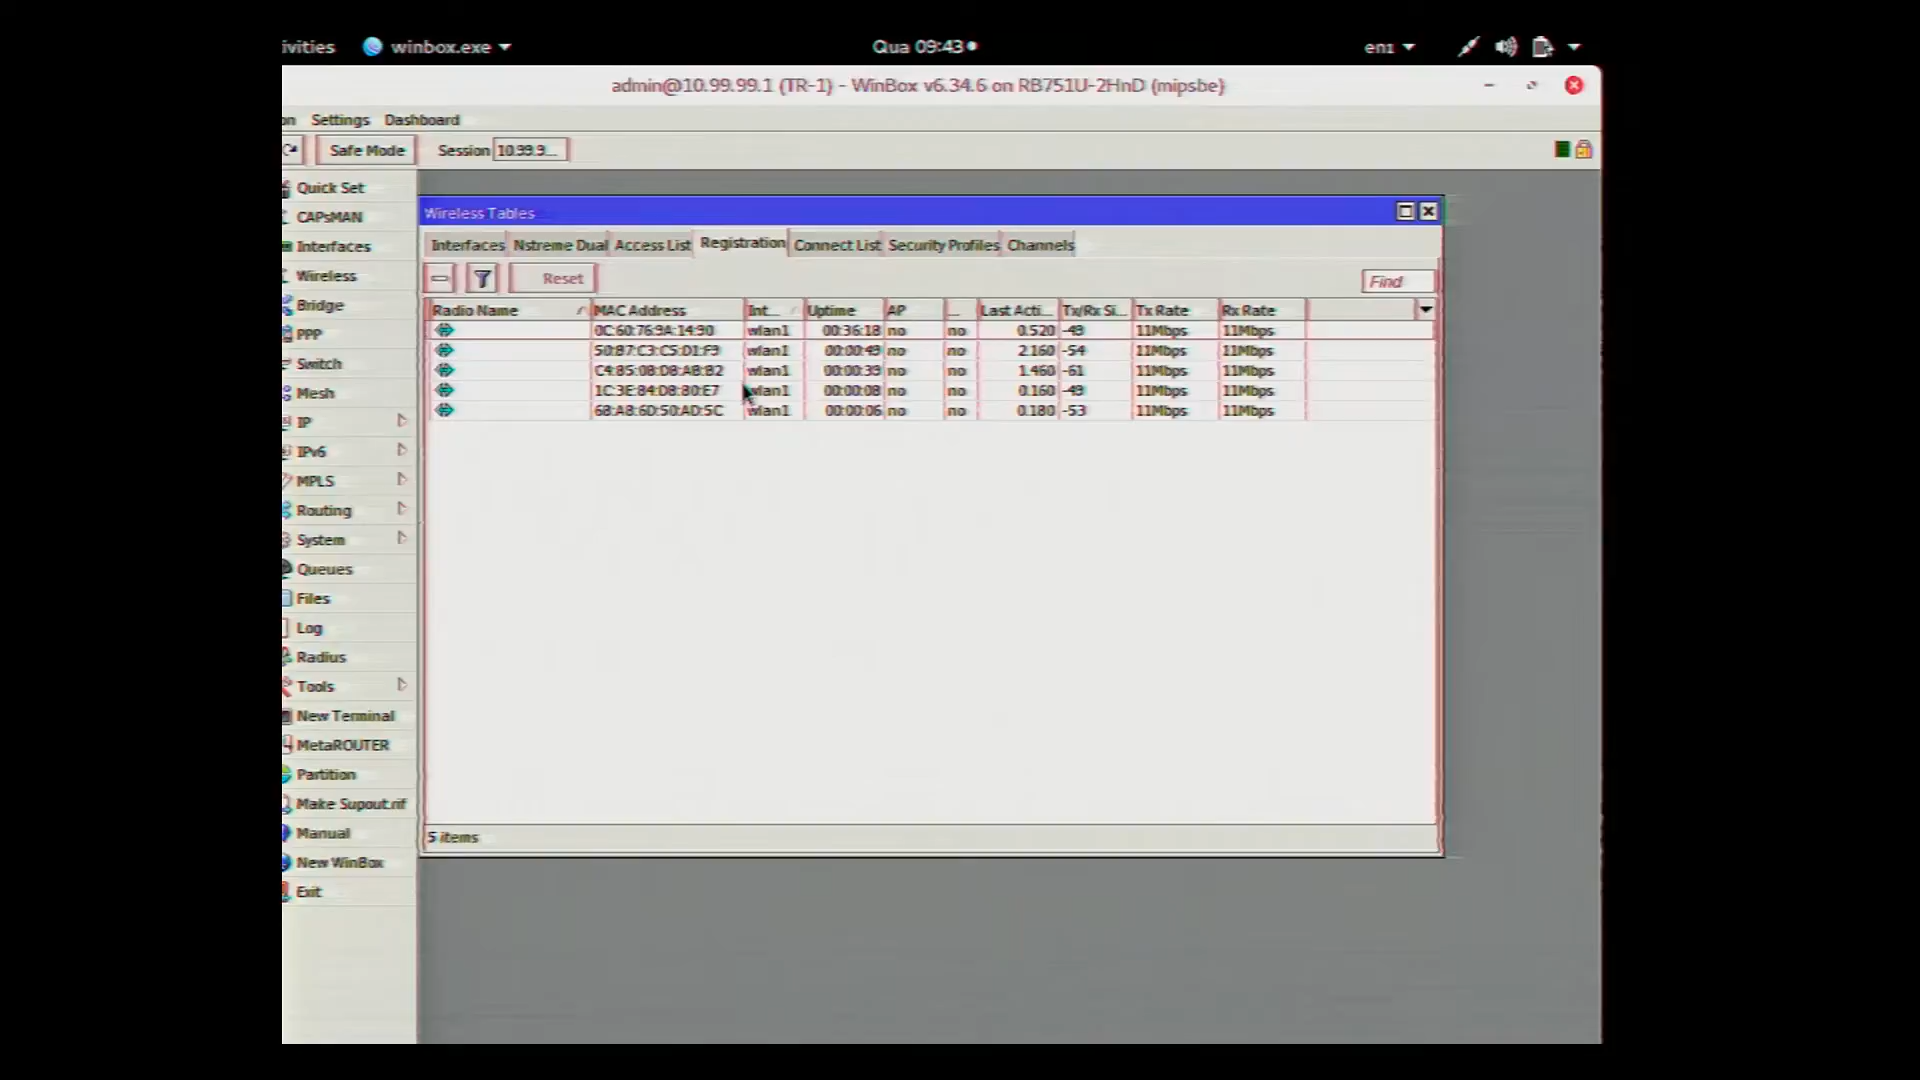 ivities winbox.exe Qua 09:43 en1
admin@10.99.99.1 (TR-1) - WinBox v6.34.6 on RB751U-2HnD (mipsbe)
on Settings Dashboard
Safe Mode Session 10.99.9...
Quick Set
CAPsMAN
Interfaces
Wireless
Bridge
PPP
Switch
Mesh
IP
IPv6
MPLS
Routing
System
Queues
Files
Log
Radius
Tools
New Terminal
MetaROUTER
Partition
Make Supout.rif
Manual
New WinBox
Exit
Wireless Tables
Interfaces Nstreme Dual Access List Registration Connect List Security Profiles Channels
Reset Find
Radio Name MAC Address Int... Uptime AP ... Last Acti... Tx/Rx Si... Tx Rate Rx Rate
0C:60:76:9A:14:90 wlan1 00:36:18 no no 0.520 -49 11Mbps 11Mbps
50:B7:C3:C5:D1:F9 wlan1 00:00:49 no no 2.160 -54 11Mbps 11Mbps
C4:85:08:D8:A8:B2 wlan1 00:00:39 no no 1.460 -61 11Mbps 11Mbps
1C:3E:84:D8:80:E7 wlan1 00:00:08 no no 0.160 -49 11Mbps 11Mbps
68:A8:6D:50:AD:5C wlan1 00:00:06 no no 0.180 -53 11Mbps 11Mbps
5 items